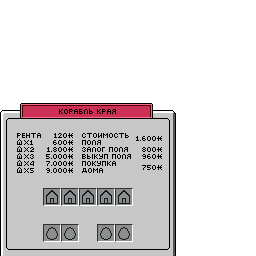 КОРАБЛЬ КРАЯ
РЕНТА 120₩ СТОИМОСТЬ ПОЛЯ 1.600₩
X1 600₩
X2 1.800₩ ЗАЛОГ ПОЛЯ 800₩
X3 5.000₩ ВЫКУП ПОЛЯ 960₩
X4 7.000₩ ПОКУПКА ДОМА 750₩
X5 9.000₩